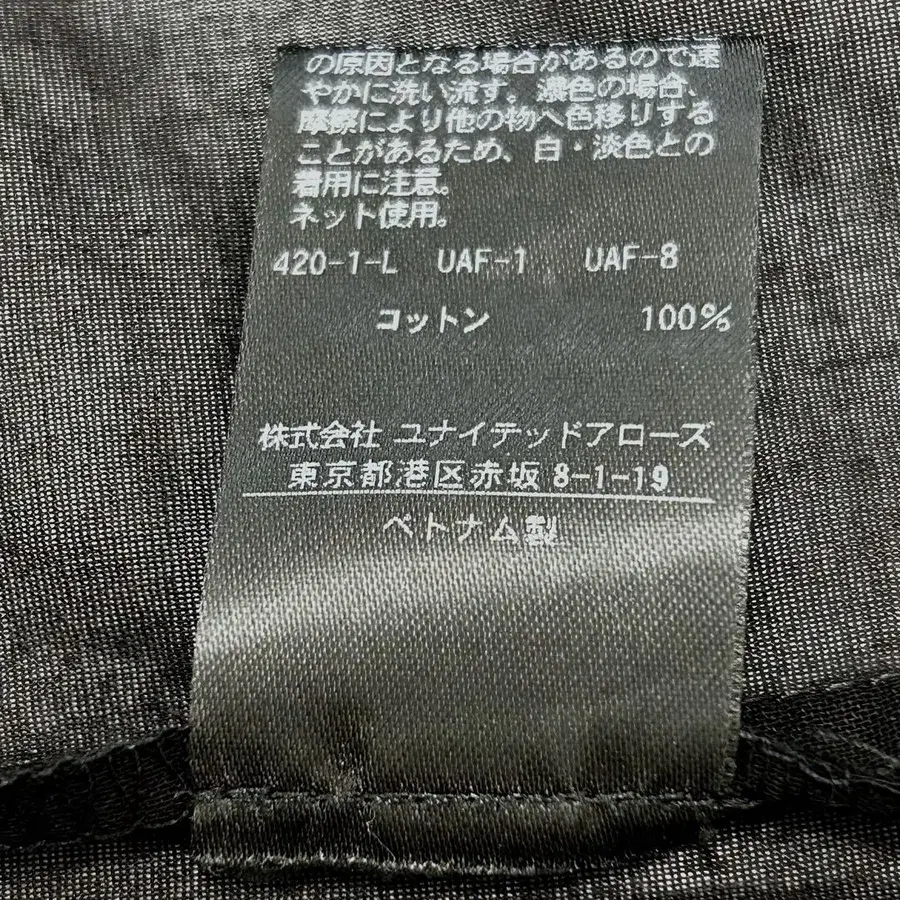 の原因となる場合があるので速
やかに洗い流す。濃色の場合、
摩擦により他の物へ色移りする
ことがあるため、白・淡色との
着用に注意。
ネット使用。
420-1-L UAF-1 UAF-8
コットン 100%
株式会社 ユナイテッドアローズ
東京都港区赤坂 8-1-19
ベトナム製